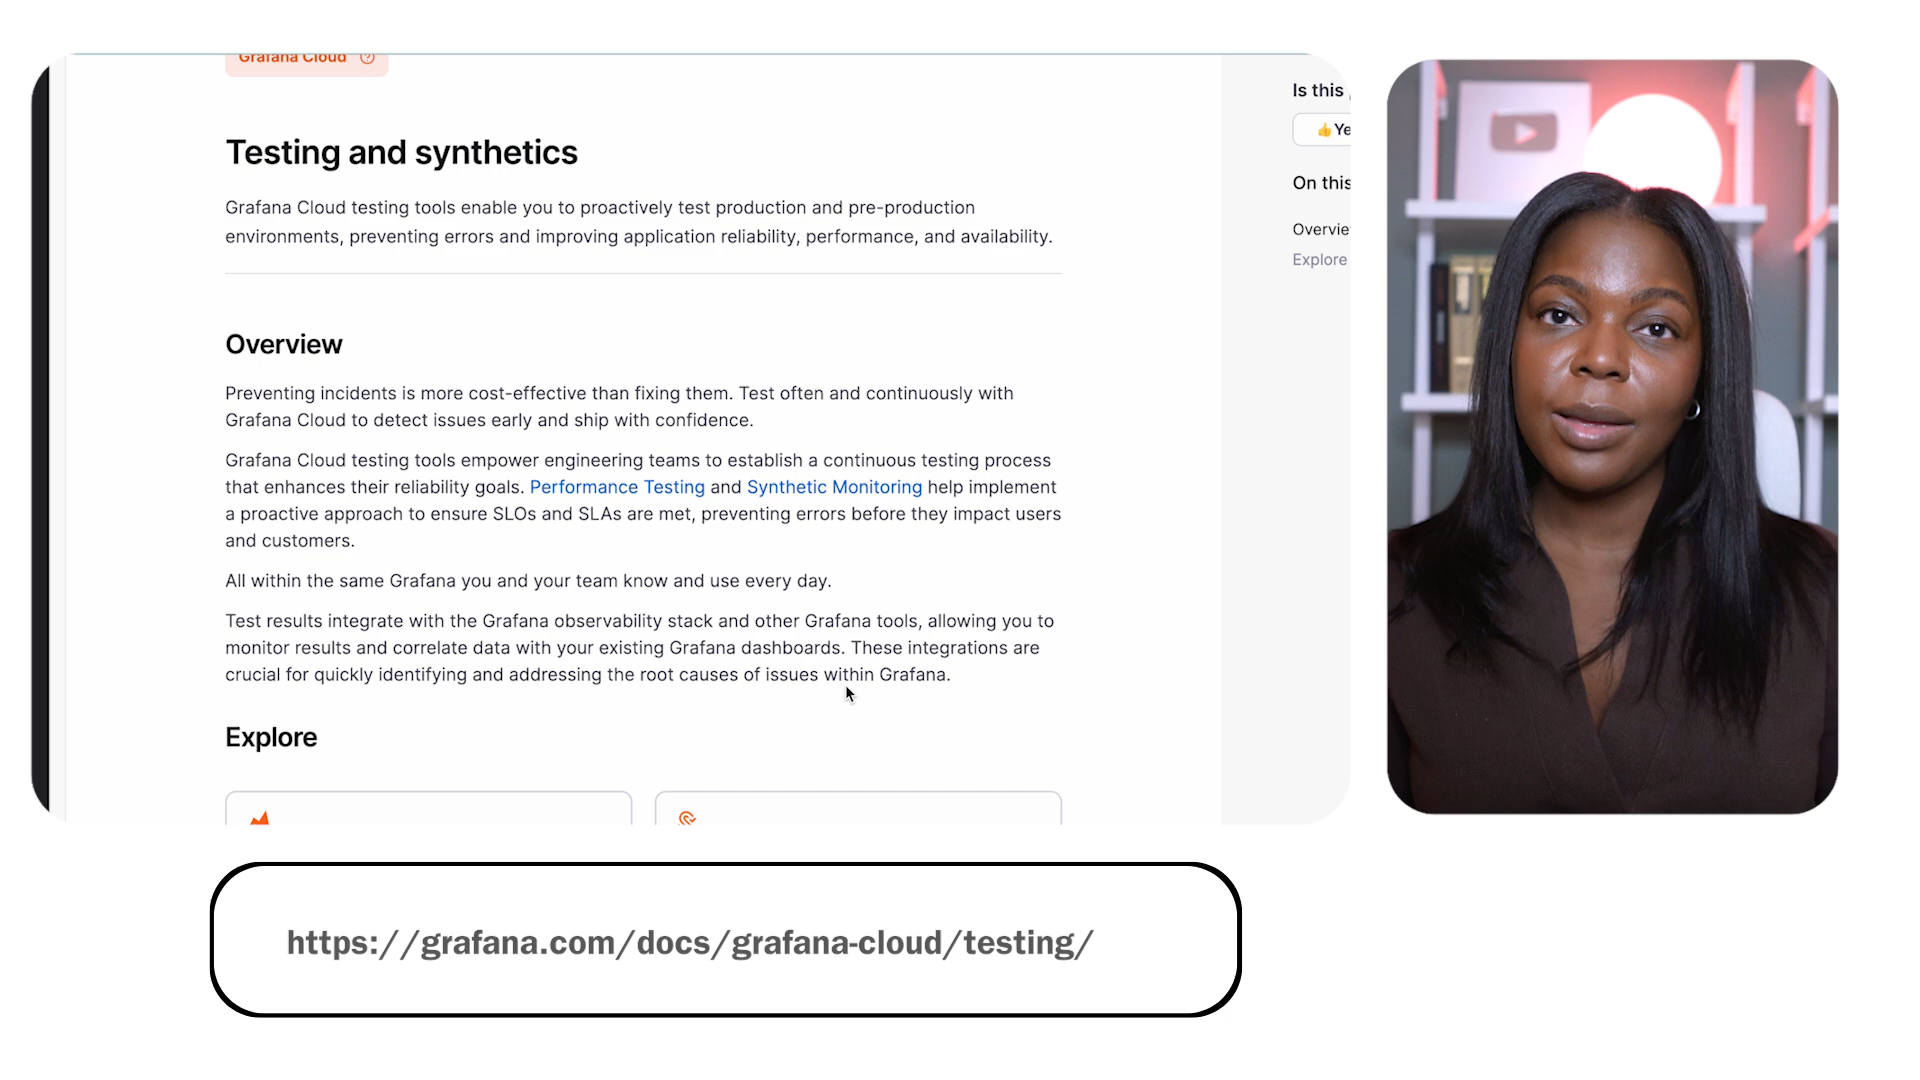 Grafana Cloud
Testing and synthetics
Grafana Cloud testing tools enable you to proactively test production and pre-production
environments, preventing errors and improving application reliability, performance, and availability.
Overview
Preventing incidents is more cost-effective than fixing them. Test often and continuously with
Grafana Cloud to detect issues early and ship with confidence.
Grafana Cloud testing tools empower engineering teams to establish a continuous testing process
that enhances their reliability goals. Performance Testing and Synthetic Monitoring help implement
a proactive approach to ensure SLOs and SLAs are met, preventing errors before they impact users
and customers.
All within the same Grafana you and your team know and use every day.
Test results integrate with the Grafana observability stack and other Grafana tools, allowing you to
monitor results and correlate data with your existing Grafana dashboards. These integrations are
crucial for quickly identifying and addressing the root causes of issues within Grafana.
Explore
Is this
Ye
On this
Overvie
Explore
https://grafana.com/docs/grafana-cloud/testing/